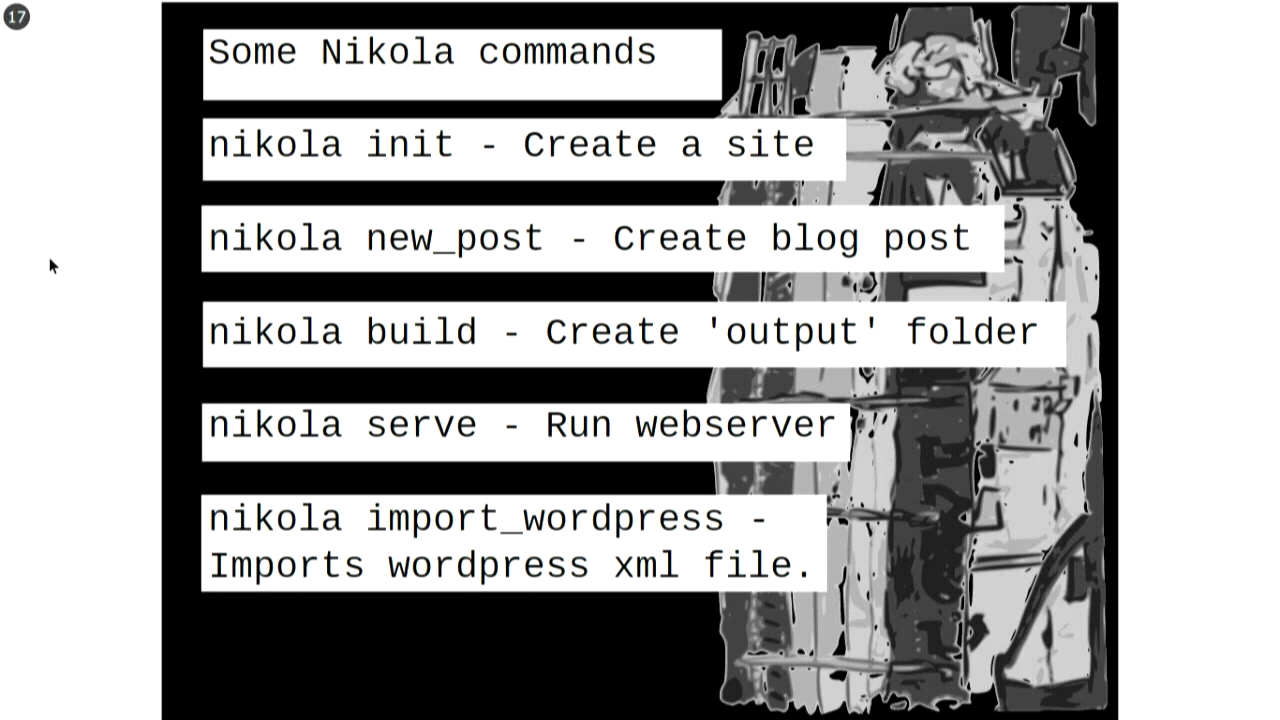 17
Some Nikola commands
nikola init - Create a site
nikola new_post - Create blog post
nikola build - Create 'output' folder
nikola serve - Run webserver
nikola import_wordpress -
Imports wordpress xml file.